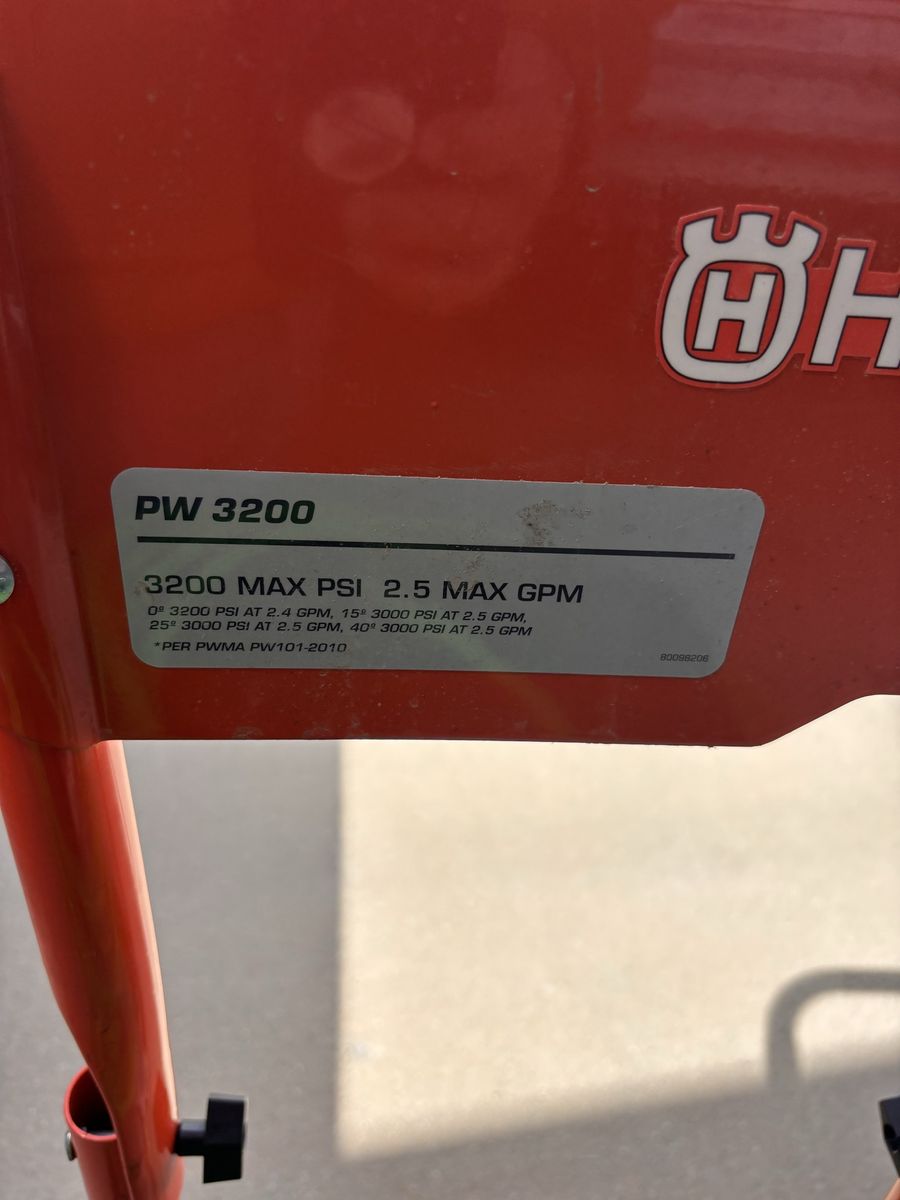 H
H
PW 3200
3200 MAX PSI 2.5 MAX GPM
0º 3200 PSI AT 2.4 GPM, 15º 3000 PSI AT 2.5 GPM,
25º 3000 PSI AT 2.5 GPM, 40º 3000 PSI AT 2.5 GPM
*PER PWMA PW101-2010
80098206